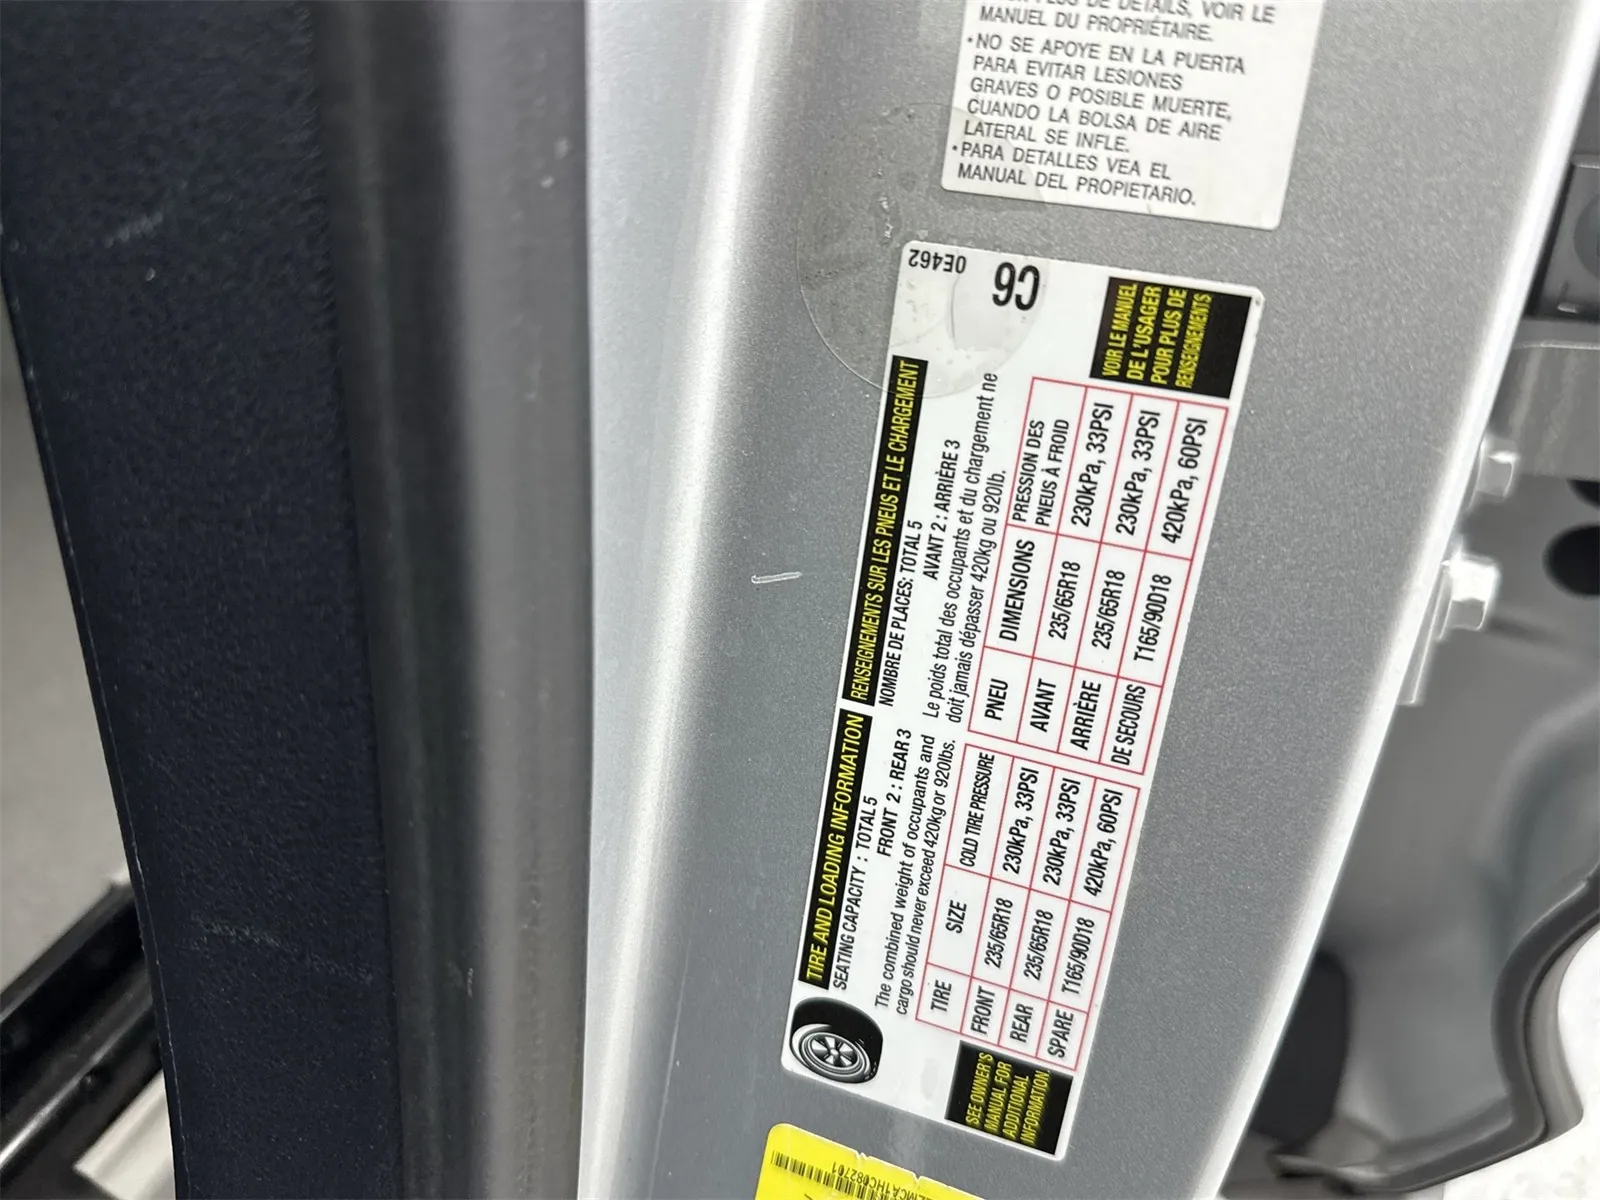 PLUS DE DÉTAILS, VOIR LE
MANUEL DU PROPRIÉTAIRE.
•NO SE APOYE EN LA PUERTA
PARA EVITAR LESIONES
GRAVES O POSIBLE MUERTE,
CUANDO LA BOLSA DE AIRE
LATERAL SE INFLE.
•PARA DETALLES VEA EL
MANUAL DEL PROPIETARIO.
0E462
C6
TIRE AND LOADING INFORMATION
SEATING CAPACITY : TOTAL 5
FRONT 2 : REAR 3
The combined weight of occupants and
cargo should never exceed 420kg or 920lbs.
TIRE SIZE COLD TIRE PRESSURE
FRONT 235/65R18 230kPa, 33PSI
REAR 235/65R18 230kPa, 33PSI
SPARE T165/90D18 420kPa, 60PSI
SEE OWNER'S
MANUAL FOR
ADDITIONAL
INFORMATION
RENSEIGNEMENTS SUR LES PNEUS ET LE CHARGEMENT
NOMBRE DE PLACES: TOTAL 5
AVANT 2 : ARRIÈRE 3
Le poids total des occupants et du chargement ne
doit jamais dépasser 420kg ou 920lb.
PNEU DIMENSIONS PRESSION DES
PNEUS À FROID
AVANT 235/65R18 230kPa, 33PSI
ARRIÈRE 235/65R18 230kPa, 33PSI
DE SECOURS T165/90D18 420kPa, 60PSI
VOIR LE MANUEL
DE L'USAGER
POUR PLUS DE
RENSEIGNEMENTS